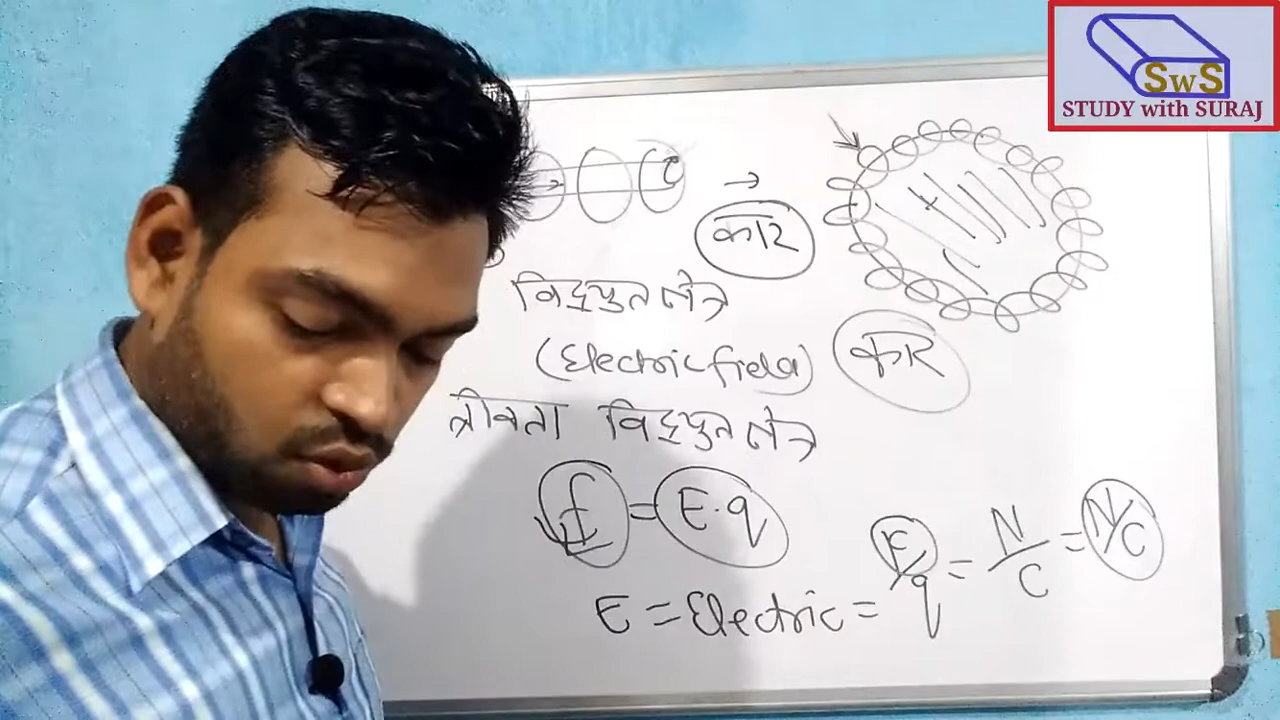 SwS
STUDY with SURAJ
कार
विद्युत क्षेत्र
(Electric field) कार
तीव्रता विद्युत क्षेत्र
f = E.q
E = Electric = F/q = N/C = N/C